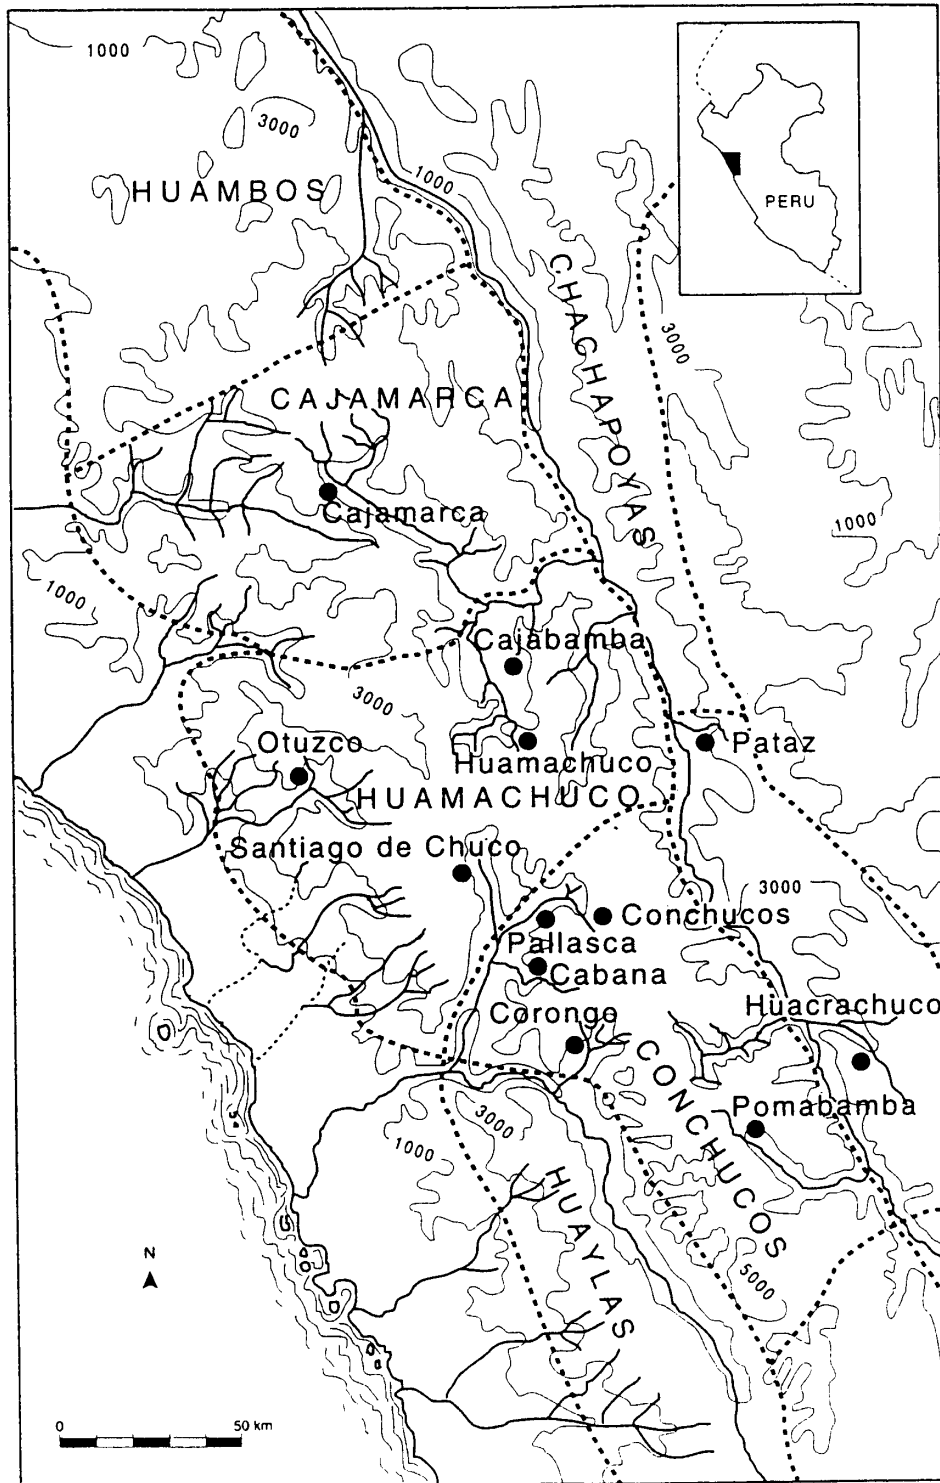 1000
3000
HUAMBOS
1000
PERU
CHACHAPOYAS
3000
CAJAMARCA
Cajamarca
1000
1000
Cajabamba
3000
Otuzco
Huamachuco
Pataz
HUAMACHUCO
Santiago de Chuco
3000
Conchucos
Pallasca
Cabana
Corongo
Huacrachuco
CONCHUCOS
3000
Pomabamba
1000
HUAYLAS
N
5000
0
50 km